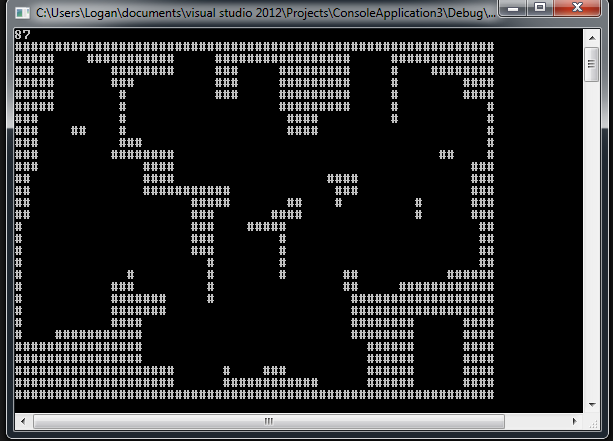 C:\Users\Logan\documents\visual studio 2012\Projects\ConsoleApplication3\Debug\...
87
############################################################
#####    ###########     #################     #############
#####       ########     ###     #########     #    ########
#####       ###          ###     #########     #        ####
#####        #           ###     #########     #        ####
#####        #                   #########     #           #
###          #                    ####         #           #
###    ##    #                    ####                     #
###          ###                                           #
###         ########                                 ##    #
###             ####                                     ###
##              ####                   ####              ###
##              ###########             ###              ###
##                    #####       ##    #         #      ###
##                    ###       ####              #      ###
#                     ###    #####                        ##
#                     ###        #                        ##
#                     ###        #                        ##
#                       #        #                        ##
#             #         #        #       ##           ######
#           ###         #                ##     ############
#           #######     #                 ##################
#           #######                       ##################
#           ####                          ########      ####
#    ###########                          ########      ####
################                            ######      ####
################                            ######      ####
####################      #    ###          ######      ####
####################      ############      ######      ####
############################################################